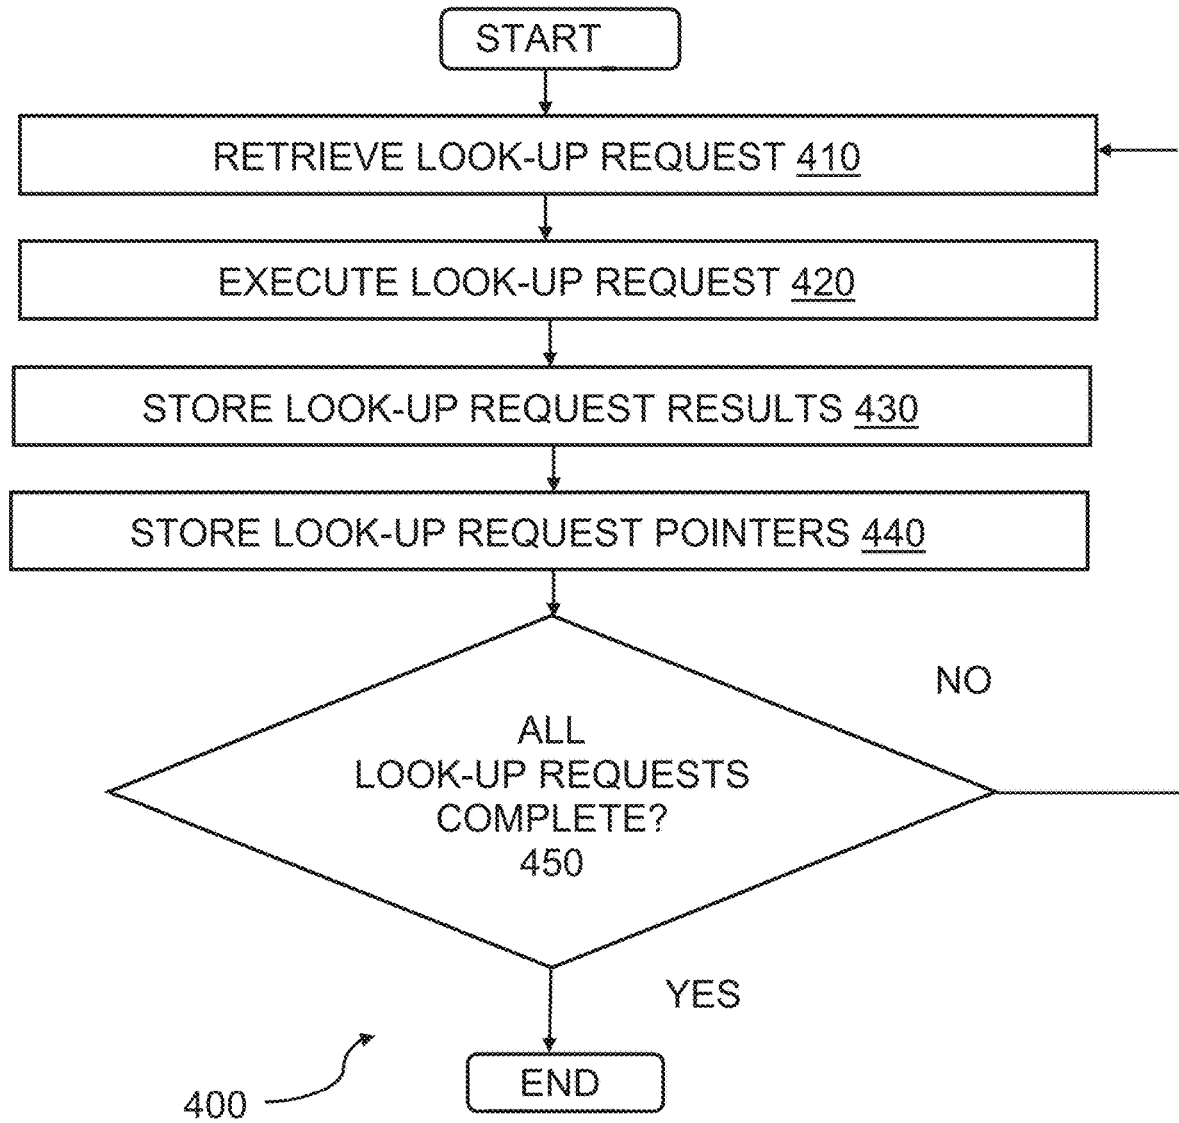 START
RETRIEVE LOOK-UP REQUEST 410
EXECUTE LOOK-UP REQUEST 420
STORE LOOK-UP REQUEST RESULTS 430
STORE LOOK-UP REQUEST POINTERS 440
NO
ALL
LOOK-UP REQUESTS
COMPLETE?
450
YES
END
400